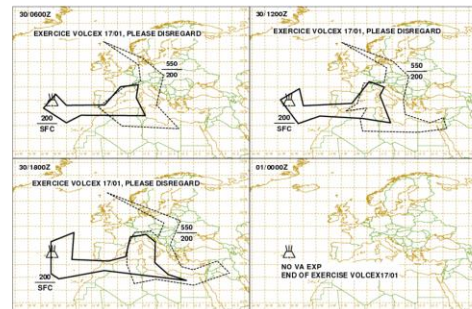 30/0600Z
EXERCICE VOLCEX 17/01, PLEASE DISREGARD
550
200
200
SFC
30/1200Z
EXERCICE VOLCEX 17/01, PLEASE DISREGARD
550
200
200
SFC
30/1800Z
EXERCICE VOLCEX 17/01, PLEASE DISREGARD
550
200
200
SFC
01/0000Z
NO VA EXP
END OF EXERCISE VOLCEX17/01